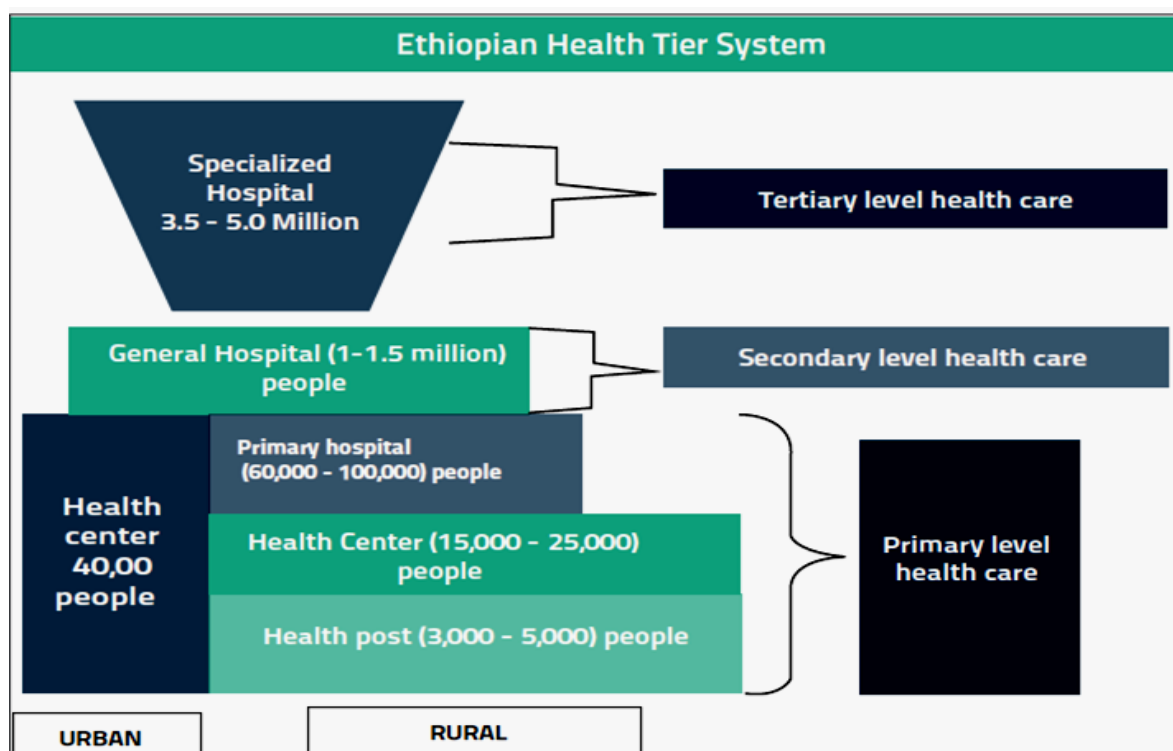 Ethiopian Health Tier System
Specialized
Hospital
3.5 - 5.0 Million
Tertiary level health care
General Hospital (1-1.5 million)
people
Secondary level health care
Health
center
40,00
people
Primary hospital
(60,000 - 100,000) people
Health Center (15,000 - 25,000)
people
Health post (3,000 - 5,000) people
Primary level
health care
URBAN
RURAL